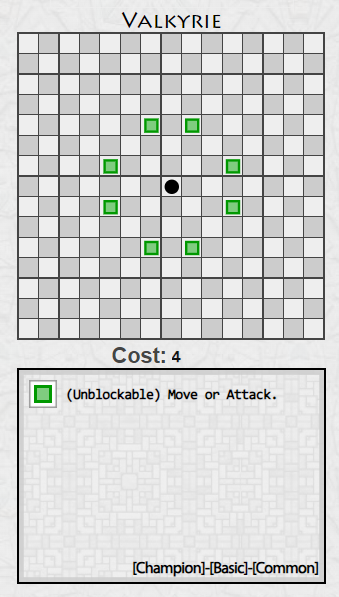 Valkyrie
Cost: 4
(Unblockable) Move or Attack.
[Champion]-[Basic]-[Common]